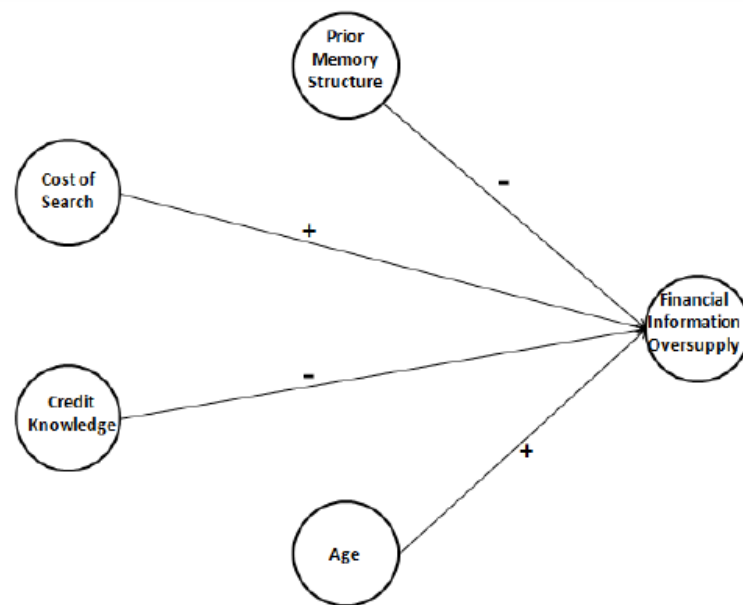 Prior
Memory
Structure
-
Cost of
Search
+
Financial
Information
Oversupply
-
Credit
Knowledge
+
Age